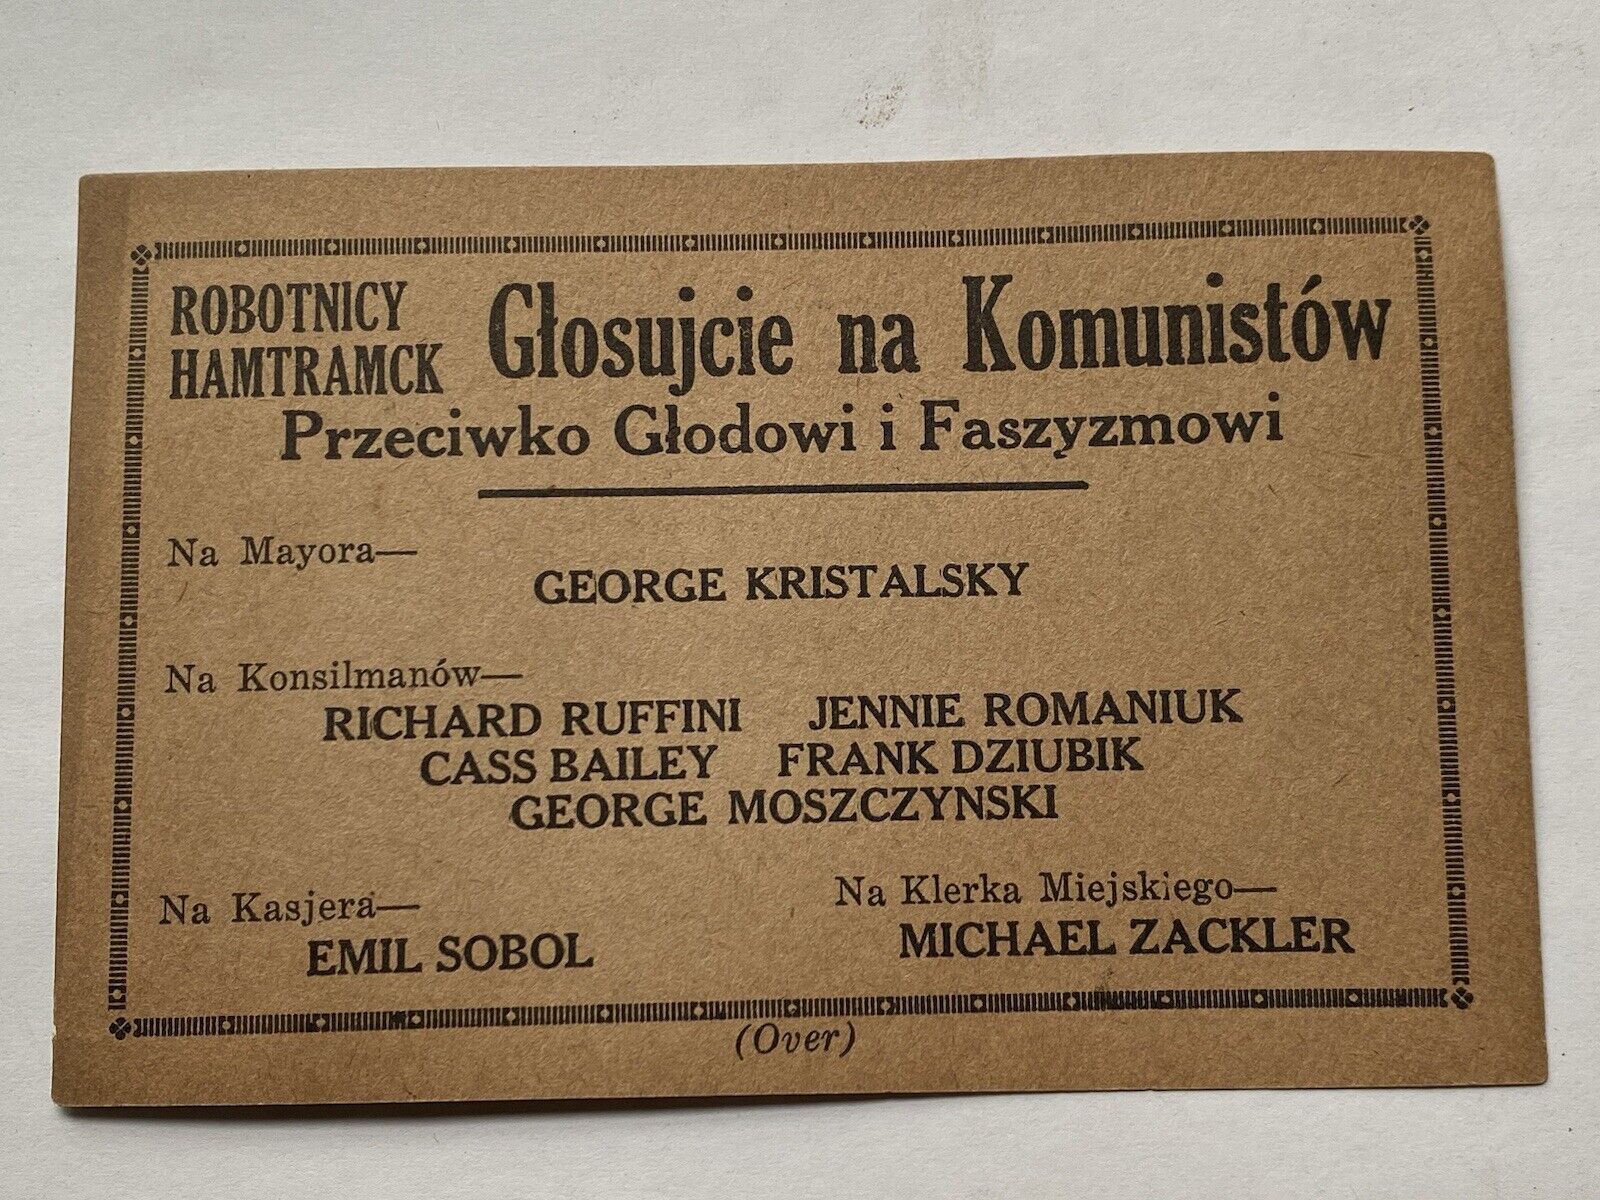 ROBOTNICY HAMTRAMCK
Głosujcie na Komunistów
Przeciwko Głodowi i Faszyzmowi
Na Mayora—
GEORGE KRISTALSKY
Na Konsilmanów—
RICHARD RUFFINI JENNIE ROMANIUK
CASS BAILEY FRANK DZIUBIK
GEORGE MOSZCZYNSKI
Na Kasjera—
EMIL SOBOL
Na Klerka Miejskiego—
MICHAEL ZACKLER
(Over)